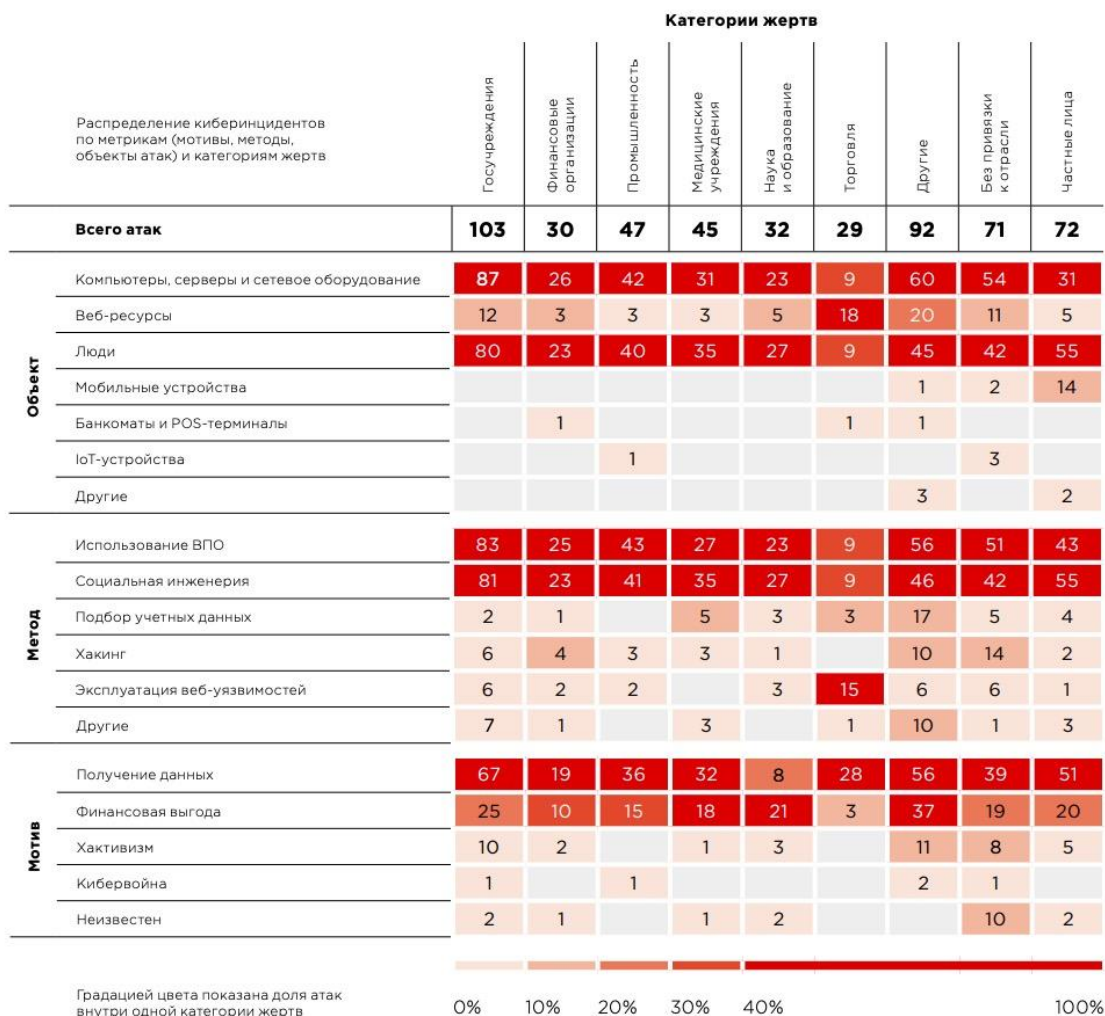 Категории жертв
Распределение киберинцидентов
по метрикам (мотивы, методы,
объекты атак) и категориям жертв
Госучреждения
Финансовые
организации
Промышленность
Медицинские
учреждения
Наука
и образование
Торговля
Другие
Без привязки
к отрасли
Частные лица
Всего атак 103 30 47 45 32 29 92 71 72
Объект
Компьютеры, серверы и сетевое оборудование 87 26 42 31 23 9 60 54 31
Веб-ресурсы 12 3 3 3 5 18 20 11 5
Люди 80 23 40 35 27 9 45 42 55
Мобильные устройства 1 2 14
Банкоматы и POS-терминалы 1 1 1
IoT-устройства 1 3
Другие 3 2
Метод
Использование ВПО 83 25 43 27 23 9 56 51 43
Социальная инженерия 81 23 41 35 27 9 46 42 55
Подбор учетных данных 2 1 5 3 3 17 5 4
Хакинг 6 4 3 3 1 10 14 2
Эксплуатация веб-уязвимостей 6 2 2 3 15 6 6 1
Другие 7 1 3 1 10 1 3
Мотив
Получение данных 67 19 36 32 8 28 56 39 51
Финансовая выгода 25 10 15 18 21 3 37 19 20
Хактивизм 10 2 1 3 11 8 5
Кибервойна 1 1 2 1
Неизвестен 2 1 1 2 10 2
Градацией цвета показана доля атак
внутри одной категории жертв
0% 10% 20% 30% 40% 100%